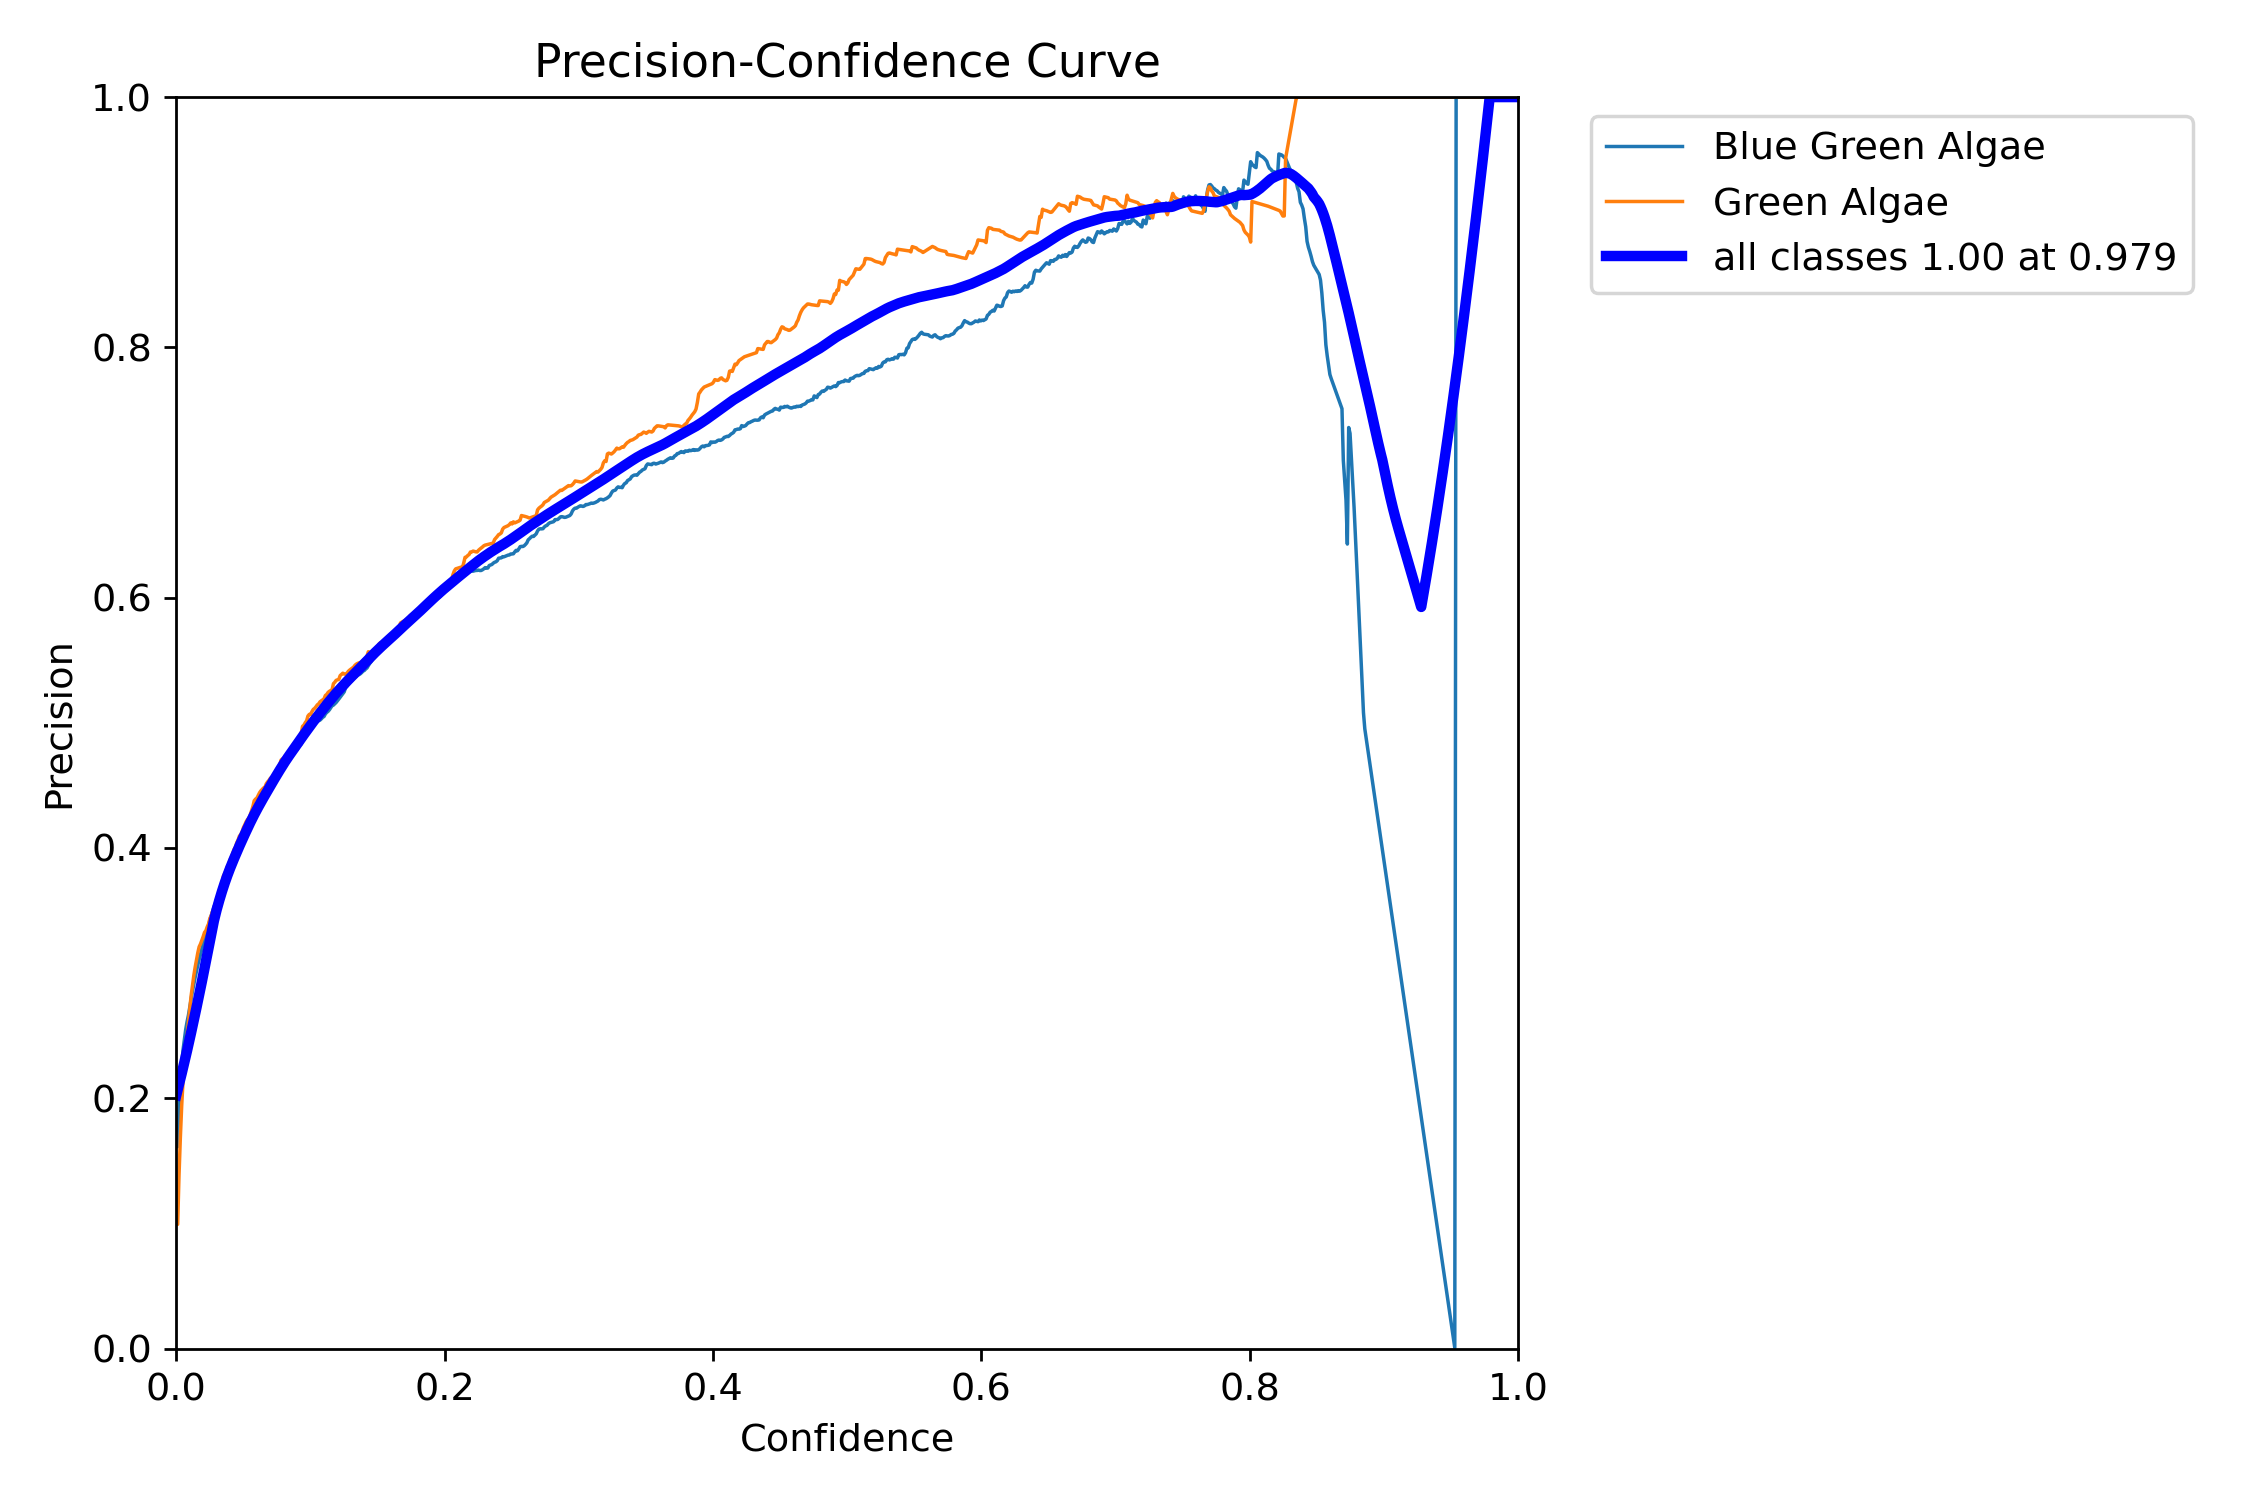 Precision-Confidence Curve
1.0
0.8
0.6
0.4
0.2
0.0
Precision
0.0 0.2 0.4 0.6 0.8 1.0
Confidence
Blue Green Algae
Green Algae
all classes 1.00 at 0.979